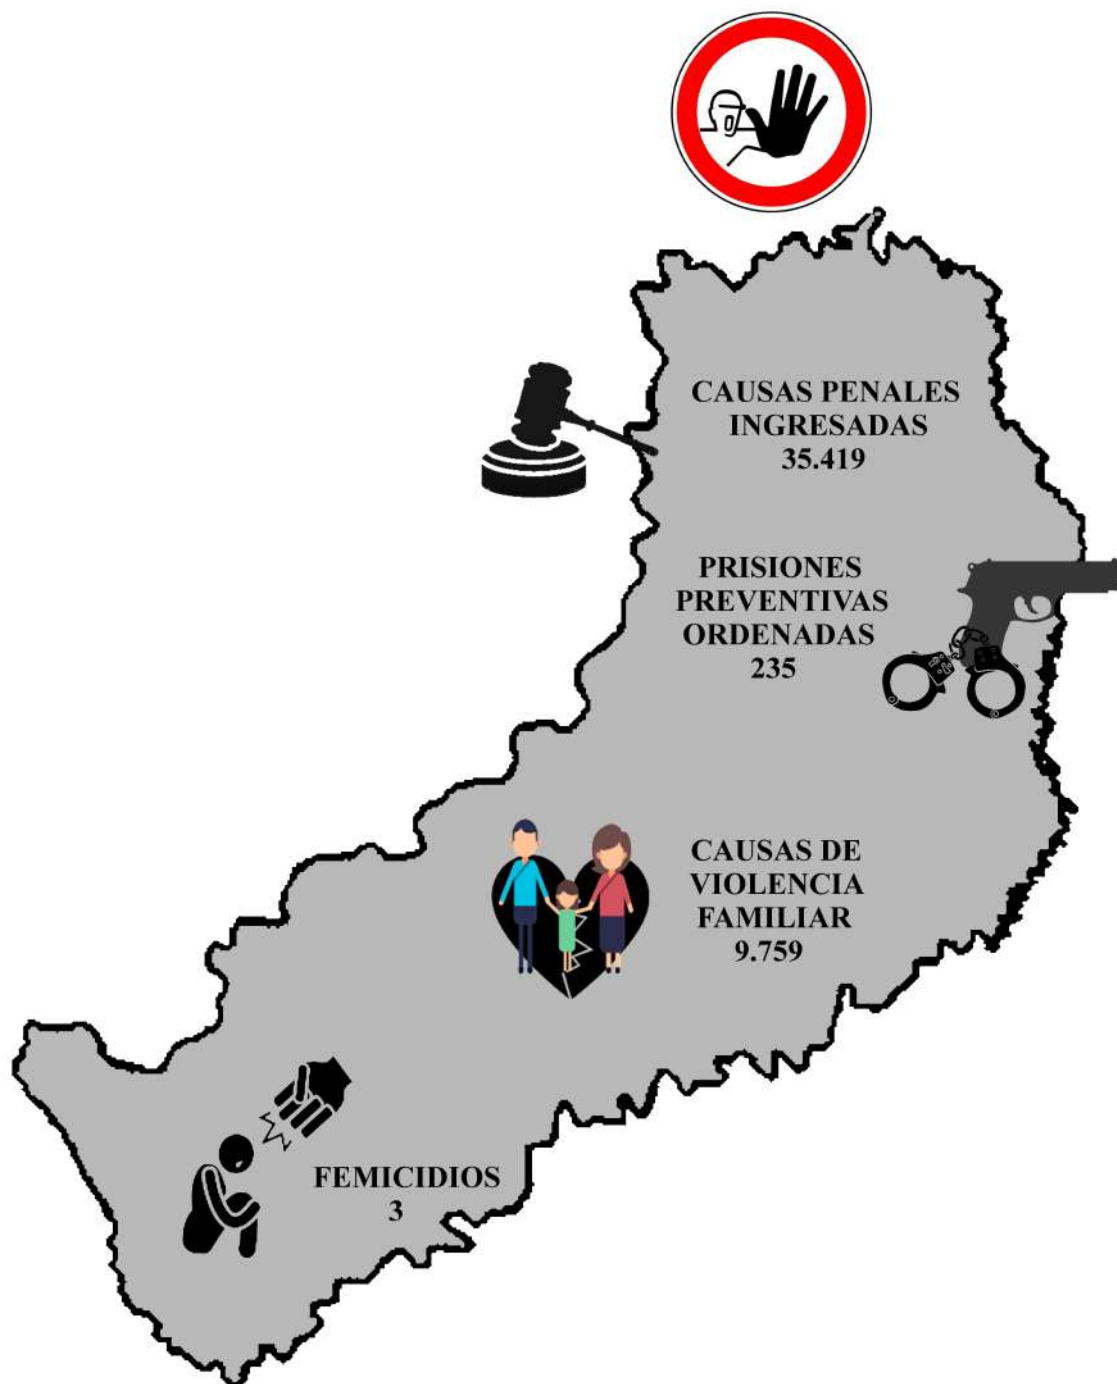 CAUSAS PENALES
INGRESADAS
35.419
PRISIONES
PREVENTIVAS
ORDENADAS
235
CAUSAS DE
VIOLENCIA
FAMILIAR
9.759
FEMICIDIOS
3